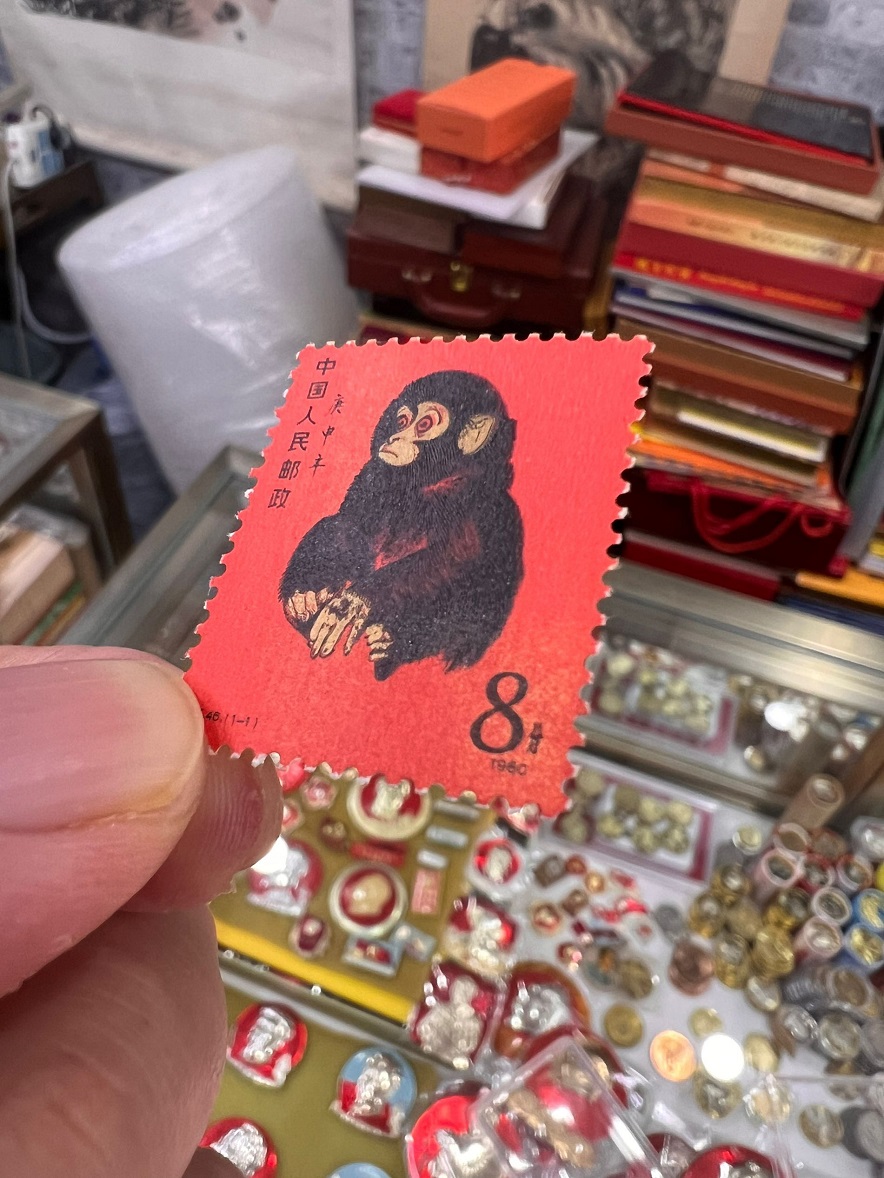 中国人民邮政
庚申年
46.(1-1)
8分
1980